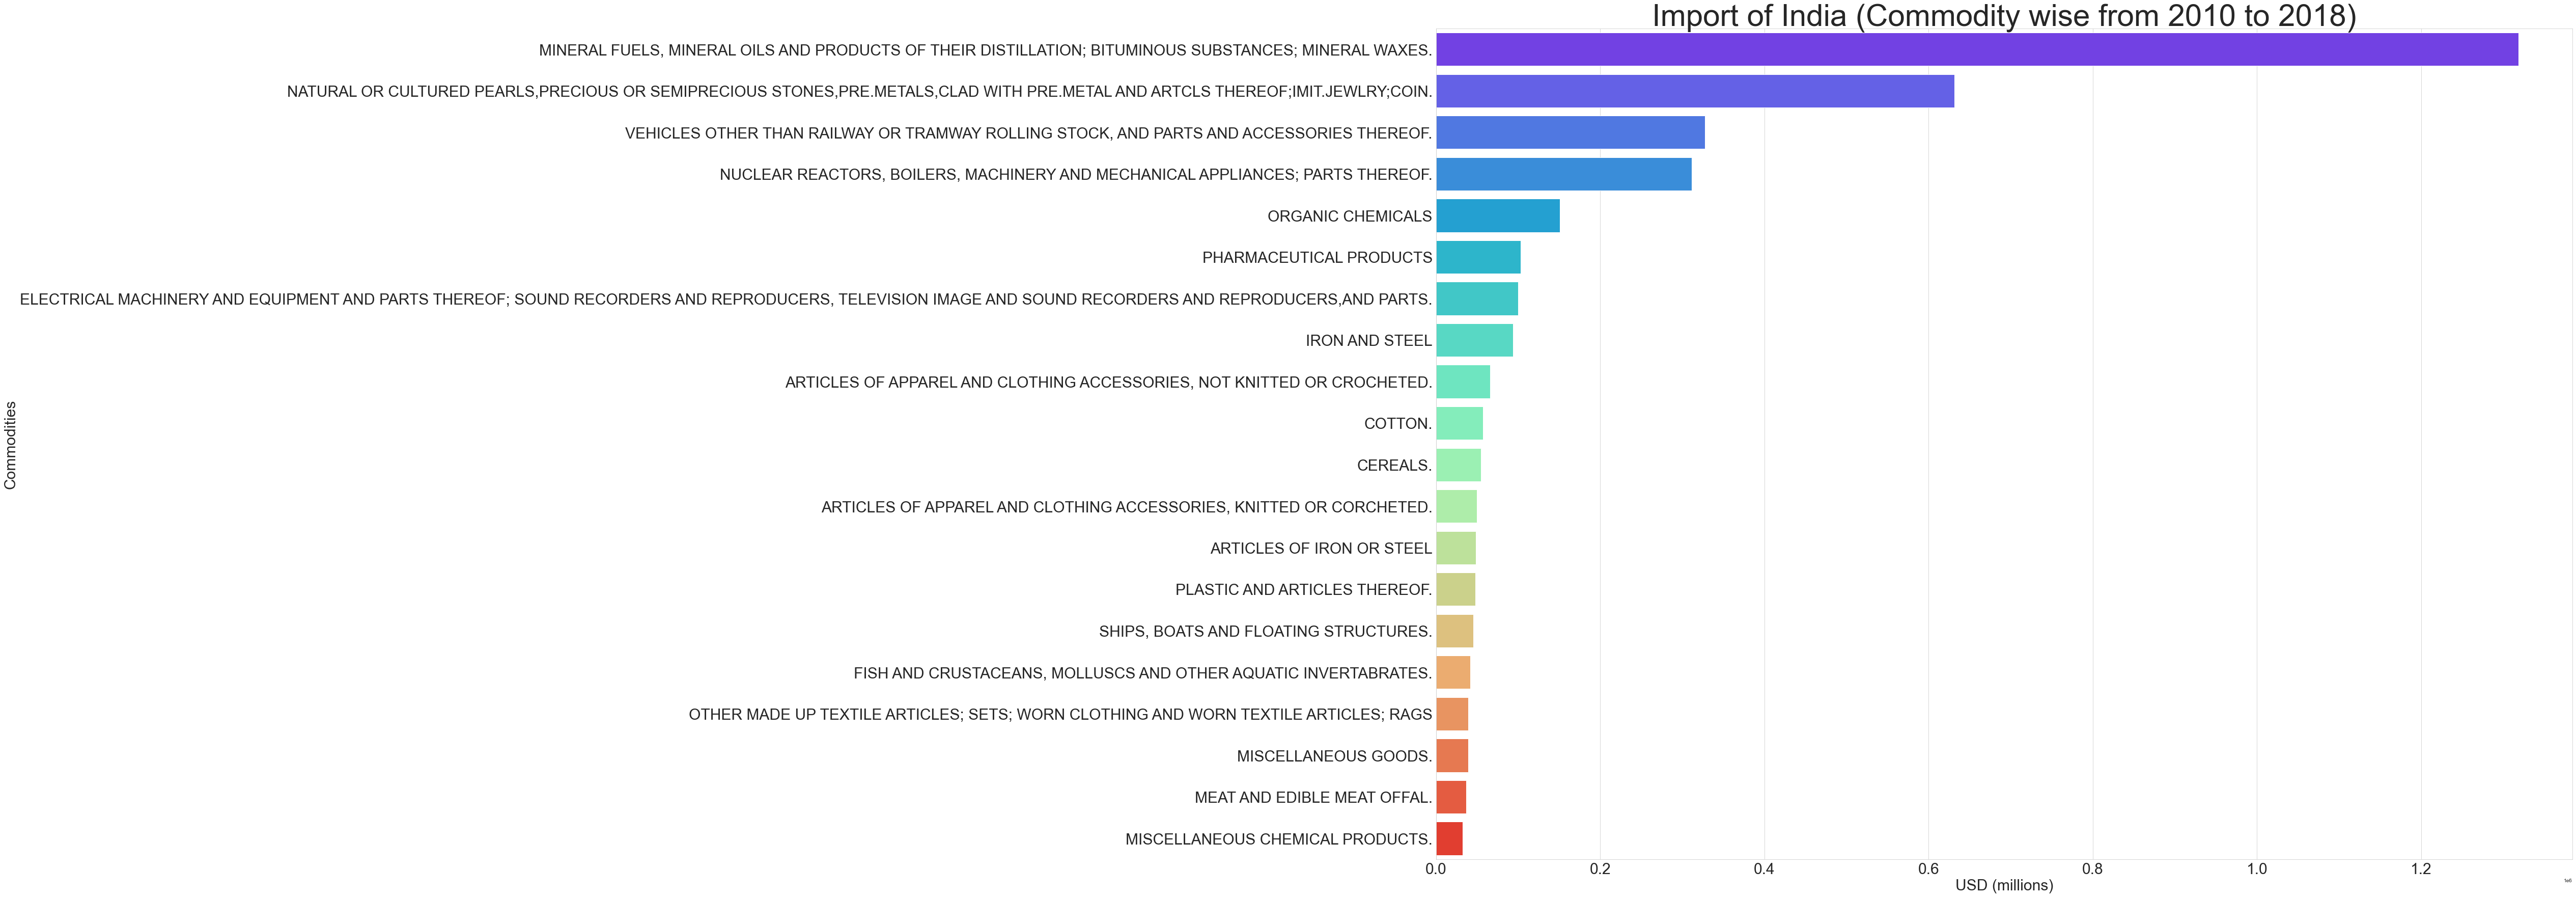 Import of India (Commodity wise from 2010 to 2018)
MINERAL FUELS, MINERAL OILS AND PRODUCTS OF THEIR DISTILLATION; BITUMINOUS SUBSTANCES; MINERAL WAXES.
NATURAL OR CULTURED PEARLS,PRECIOUS OR SEMIPRECIOUS STONES,PRE.METALS,CLAD WITH PRE.METAL AND ARTCLS THEREOF;IMIT.JEWLRY;COIN.
VEHICLES OTHER THAN RAILWAY OR TRAMWAY ROLLING STOCK, AND PARTS AND ACCESSORIES THEREOF.
NUCLEAR REACTORS, BOILERS, MACHINERY AND MECHANICAL APPLIANCES; PARTS THEREOF.
ORGANIC CHEMICALS
PHARMACEUTICAL PRODUCTS
ELECTRICAL MACHINERY AND EQUIPMENT AND PARTS THEREOF; SOUND RECORDERS AND REPRODUCERS, TELEVISION IMAGE AND SOUND RECORDERS AND REPRODUCERS,AND PARTS.
IRON AND STEEL
ARTICLES OF APPAREL AND CLOTHING ACCESSORIES, NOT KNITTED OR CROCHETED.
COTTON.
CEREALS.
ARTICLES OF APPAREL AND CLOTHING ACCESSORIES, KNITTED OR CORCHETED.
ARTICLES OF IRON OR STEEL
PLASTIC AND ARTICLES THEREOF.
SHIPS, BOATS AND FLOATING STRUCTURES.
FISH AND CRUSTACEANS, MOLLUSCS AND OTHER AQUATIC INVERTABRATES.
OTHER MADE UP TEXTILE ARTICLES; SETS; WORN CLOTHING AND WORN TEXTILE ARTICLES; RAGS
MISCELLANEOUS GOODS.
MEAT AND EDIBLE MEAT OFFAL.
MISCELLANEOUS CHEMICAL PRODUCTS.
Commodities
0.0 0.2 0.4 0.6 0.8 1.0 1.2
USD (millions)
1e6